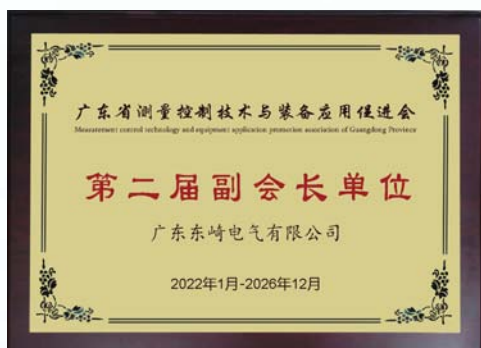 广东省测量控制技术与装备应用促进会
Measurement control technology and equipment application promotion association of Guangdong Province
第二届副会长单位
广东东崎电气有限公司
2022年1月-2026年12月